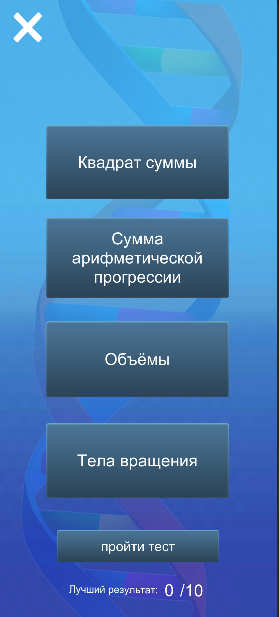 Квадрат суммы
Сумма
арифметической
прогрессии
Объёмы
Тела вращения
пройти тест
Лучший результат: 0 /10